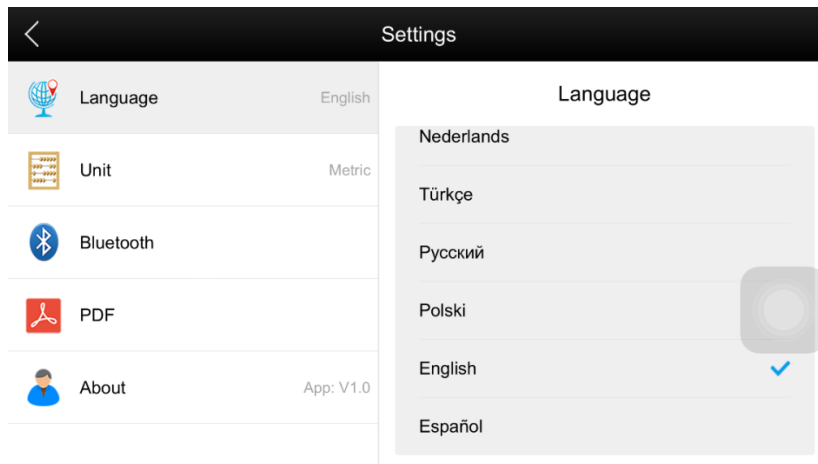 Settings
Language English
Unit Metric
Bluetooth
PDF
About App: V1.0
Language
Nederlands
Türkçe
Русский
Polski
English
Español